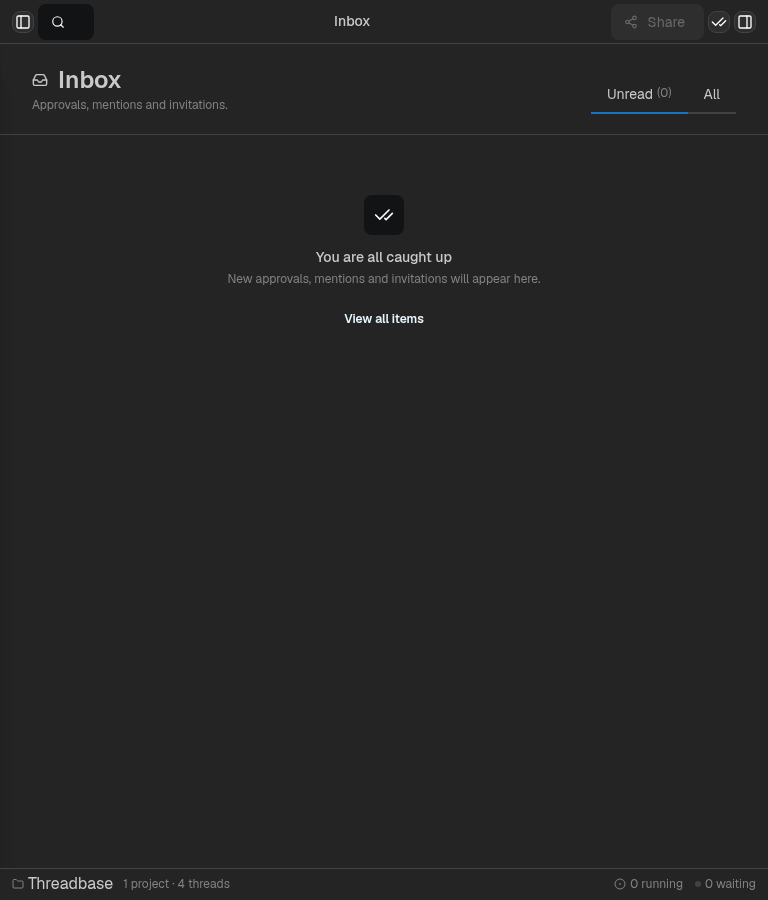 Inbox
Share
Inbox
Approvals, mentions and invitations.
Unread (0)
All
You are all caught up
New approvals, mentions and invitations will appear here.
View all items
Threadbase
1 project · 4 threads
0 running
0 waiting